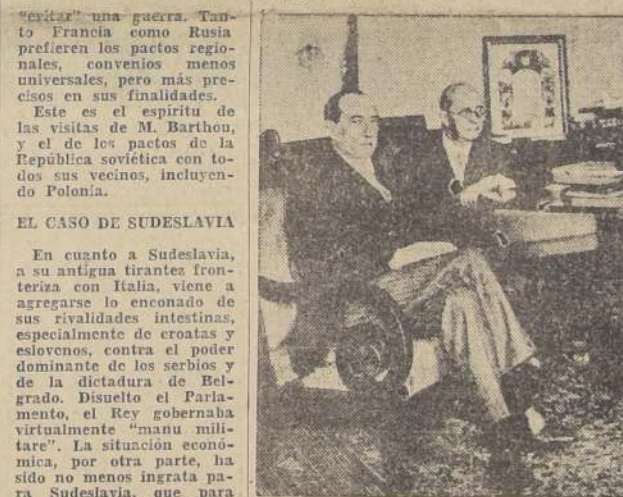 "evitar" una guerra. Tan-
to Francia como Rusia
prefieren los pactos regio-
nales, convenios menos
universales, pero más pre-
cisos en sus finalidades.
Este es el espíritu de
las visitas de M. Barthou,
y el de los pactos de la
República soviética con to-
dos sus vecinos, incluyen-
do Polonia.
EL CASO DE SUDESLAVIA
En cuanto a Sudeslavia,
a su antigua tirantez fron-
teriza con Italia, viene a
agregarse lo enconado de
sus rivalidades intestinas,
especialmente de croatas y
eslovenos, contra el poder
dominante de los serbios y
de la dictadura de Bel-
grado. Disuelto el Parla-
mento, el Rey gobernaba
virtualmente "manu mili-
tare". La situación econó-
mica, por otra parte, ha
sido no menos ingrata pa-
ra Sudeslavia, que para